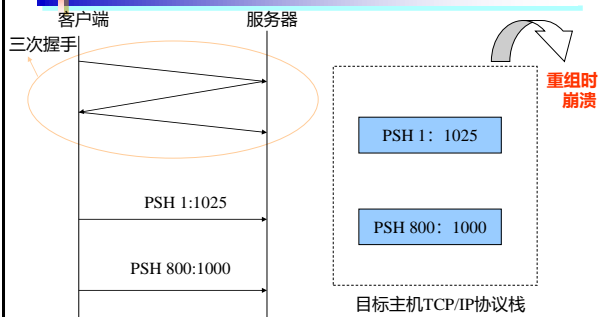 客户端
服务器
三次握手
重组时
崩溃
PSH 1： 1025
PSH 1:1025
PSH 800：1000
PSH 800:1000
目标主机TCP/IP协议栈